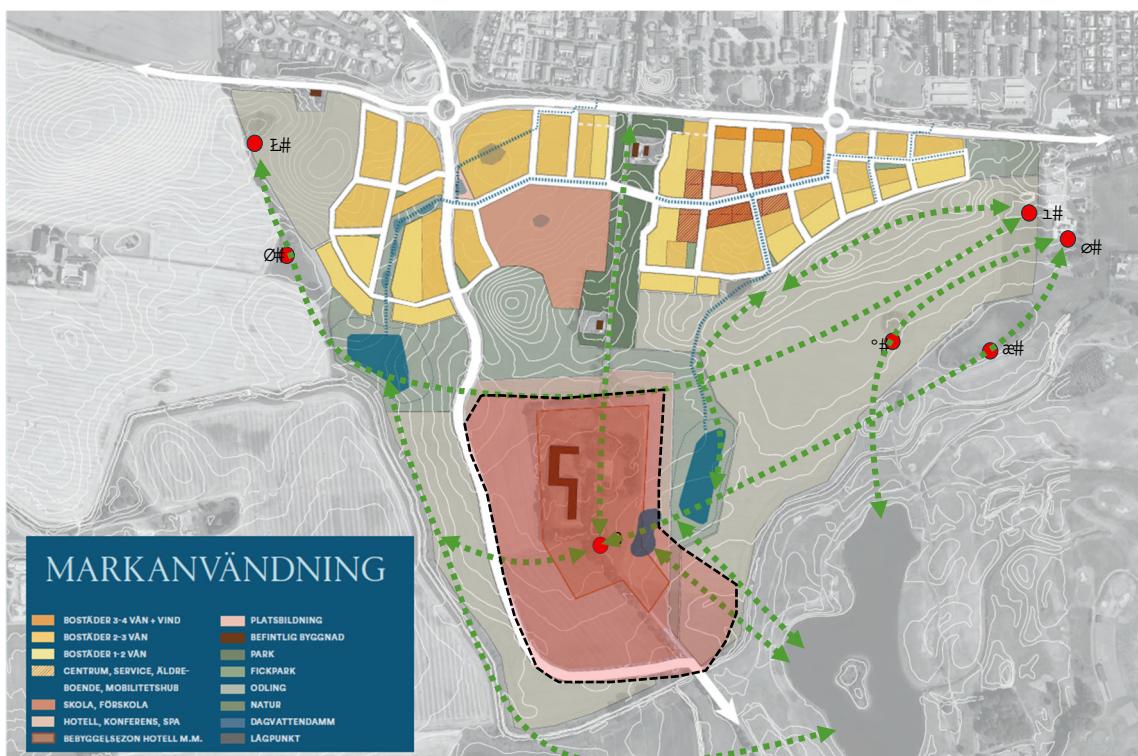 Ł#
Ø#
ı#
ø#
°#
æ#
MARKANVÄNDNING
BOSTÄDER 3-4 VÅN + VIND
BOSTÄDER 2-3 VÅN
BOSTÄDER 1-2 VÅN
CENTRUM, SERVICE, ÄLDRE-
BOENDE, MOBILITETSHUB
SKOLA, FÖRSKOLA
HOTELL, KONFERENS, SPA
BEBYGGELSEZON HOTELL M.M.
PLATSBILDNING
BEFINTLIG BYGGNAD
PARK
FICKPARK
ODLING
NATUR
DAGVATTENDAMM
LÅGPUNKT